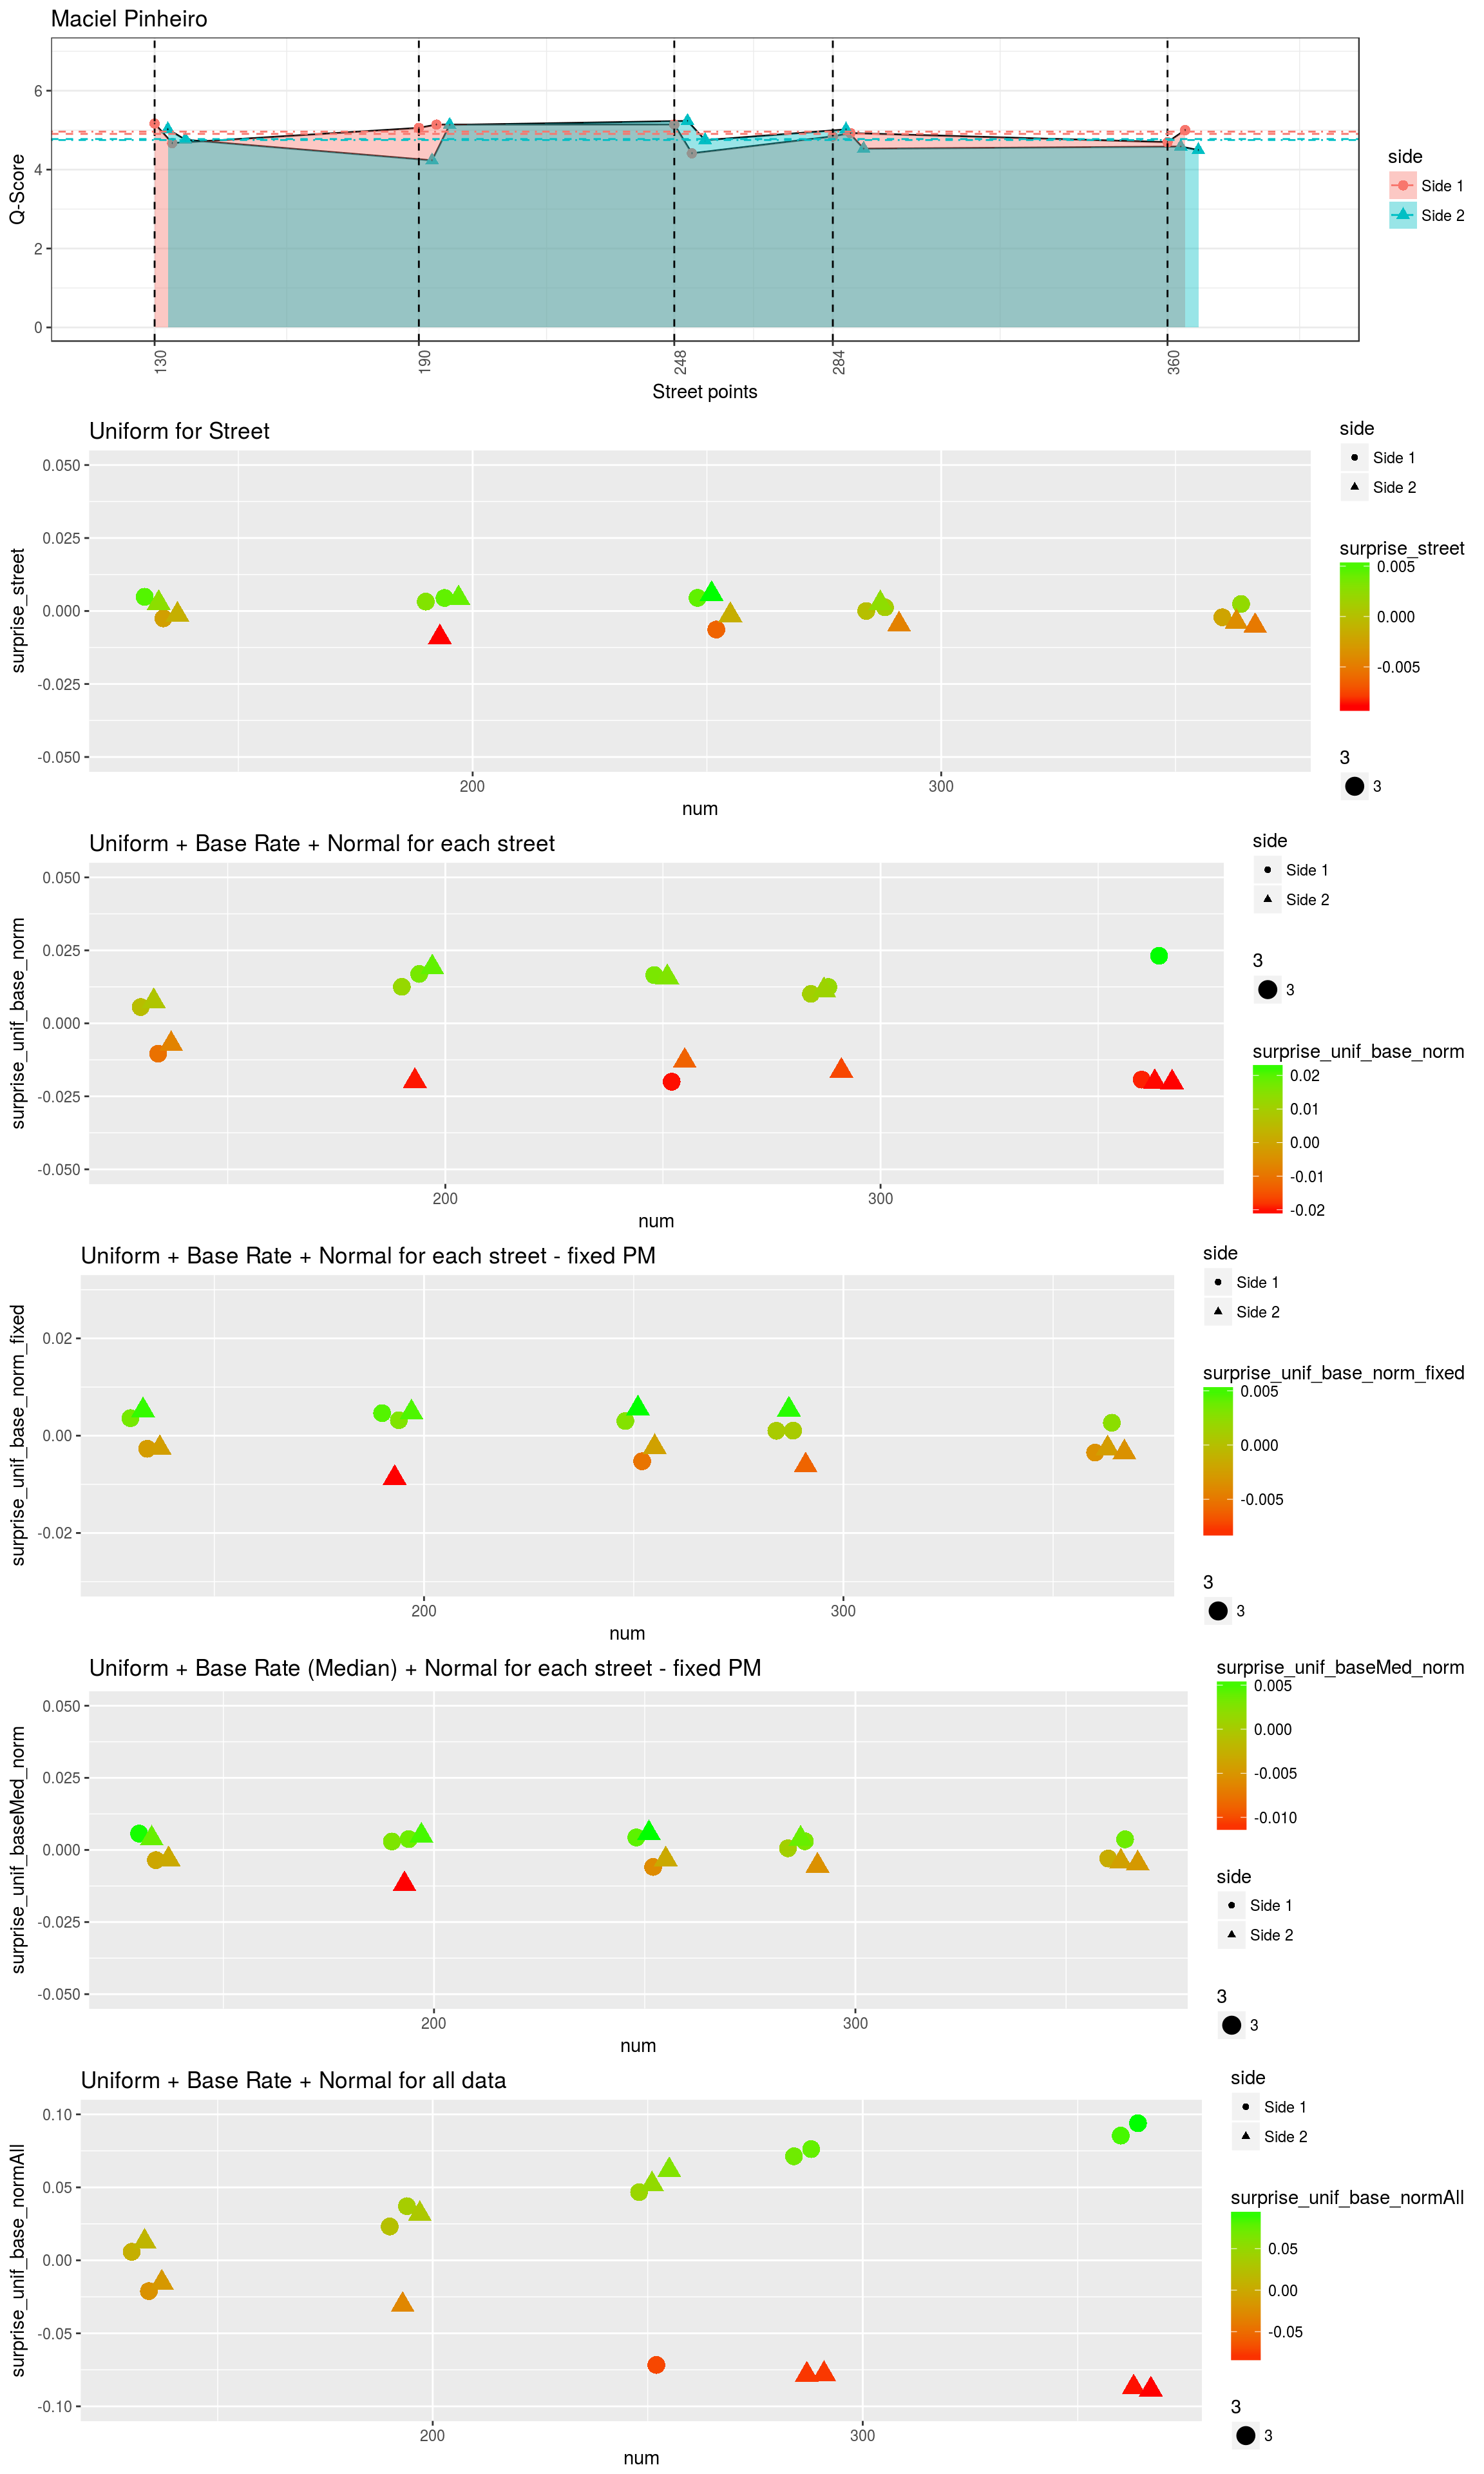 Maciel Pinheiro
6
4
2
0
Q-Score
130
190
248
284
360
Street points
side
Side 1
Side 2
Uniform for Street
0.050
0.025
0.000
-0.025
-0.050
surprise_street
200
300
num
side
Side 1
Side 2
surprise_street
0.005
0.000
-0.005
3
3
Uniform + Base Rate + Normal for each street
0.050
0.025
0.000
-0.025
-0.050
surprise_unif_base_norm
200
300
num
side
Side 1
Side 2
3
3
surprise_unif_base_norm
0.02
0.01
0.00
-0.01
-0.02
Uniform + Base Rate + Normal for each street - fixed PM
0.02
0.00
-0.02
surprise_unif_base_norm_fixed
200
300
num
side
Side 1
Side 2
surprise_unif_base_norm_fixed
0.005
0.000
-0.005
3
3
Uniform + Base Rate (Median) + Normal for each street - fixed PM
0.050
0.025
0.000
-0.025
-0.050
surprise_unif_baseMed_norm
200
300
num
surprise_unif_baseMed_norm
0.005
0.000
-0.005
-0.010
side
Side 1
Side 2
3
3
Uniform + Base Rate + Normal for all data
0.10
0.05
0.00
-0.05
-0.10
surprise_unif_base_normAll
200
300
num
side
Side 1
Side 2
surprise_unif_base_normAll
0.05
0.00
-0.05
3
3